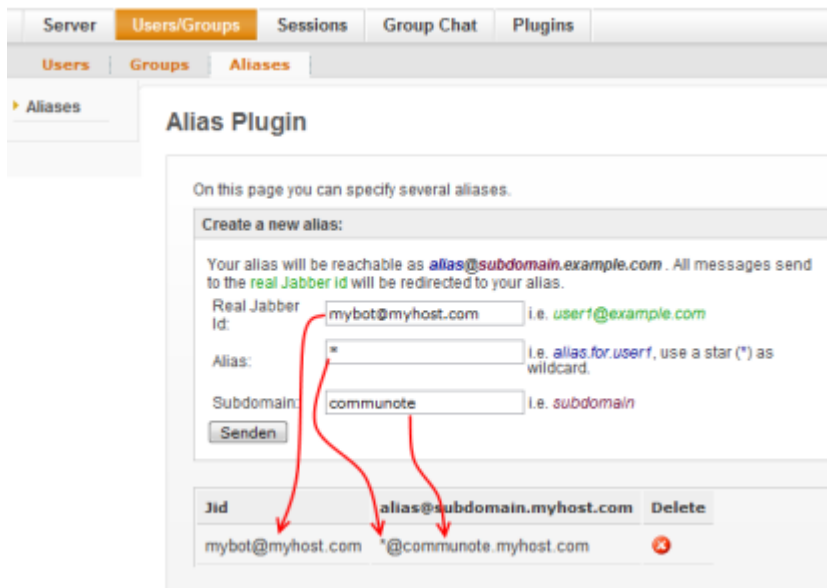 Server Users/Groups Sessions Group Chat Plugins
Users Groups Aliases
Aliases
Alias Plugin
On this page you can specify several aliases.
Create a new alias:
Your alias will be reachable as alias@subdomain.example.com . All messages send
to the real Jabber id will be redirected to your alias.
Real Jabber
Id:
mybot@myhost.com i.e. user1@example.com
Alias: * i.e. alias.for.user1, use a star (*) as
wildcard.
Subdomain: communote i.e. subdomain
Senden
Jid alias@subdomain.myhost.com Delete
mybot@myhost.com *@communote.myhost.com